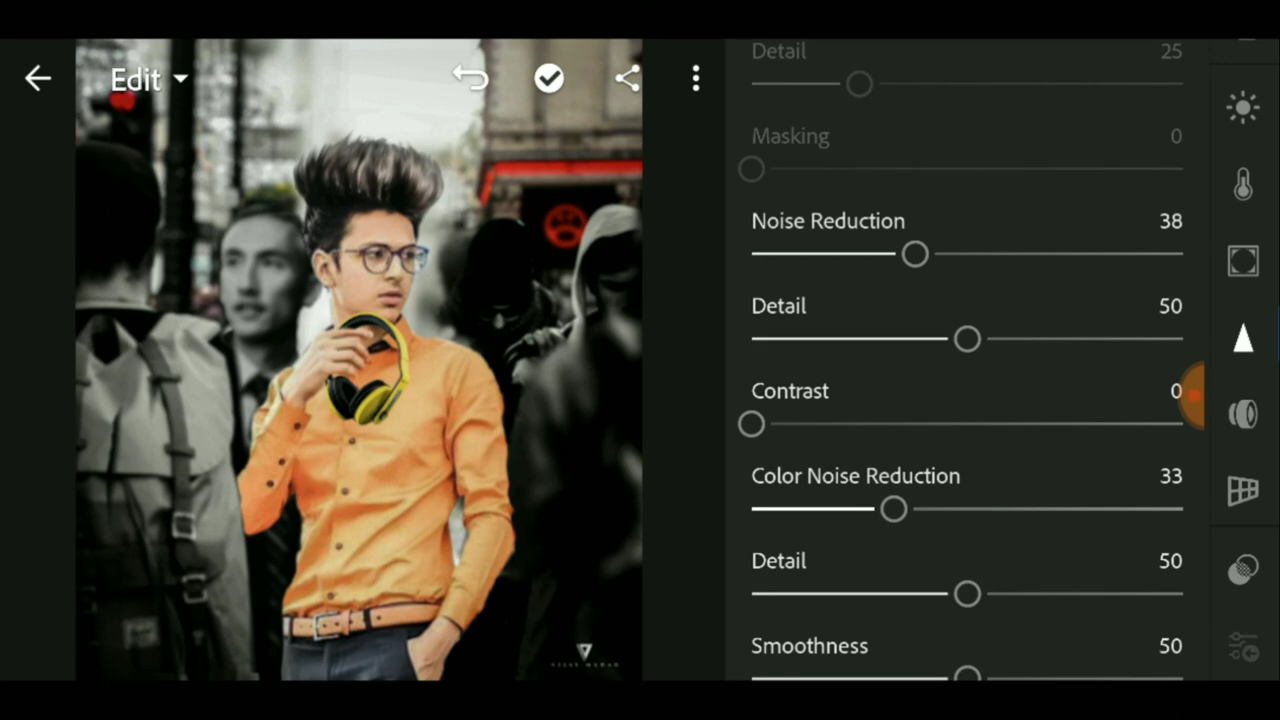 Edit
Detail 25
Masking 0
Noise Reduction 38
Detail 50
Contrast 0
Color Noise Reduction 33
Detail 50
Smoothness 50